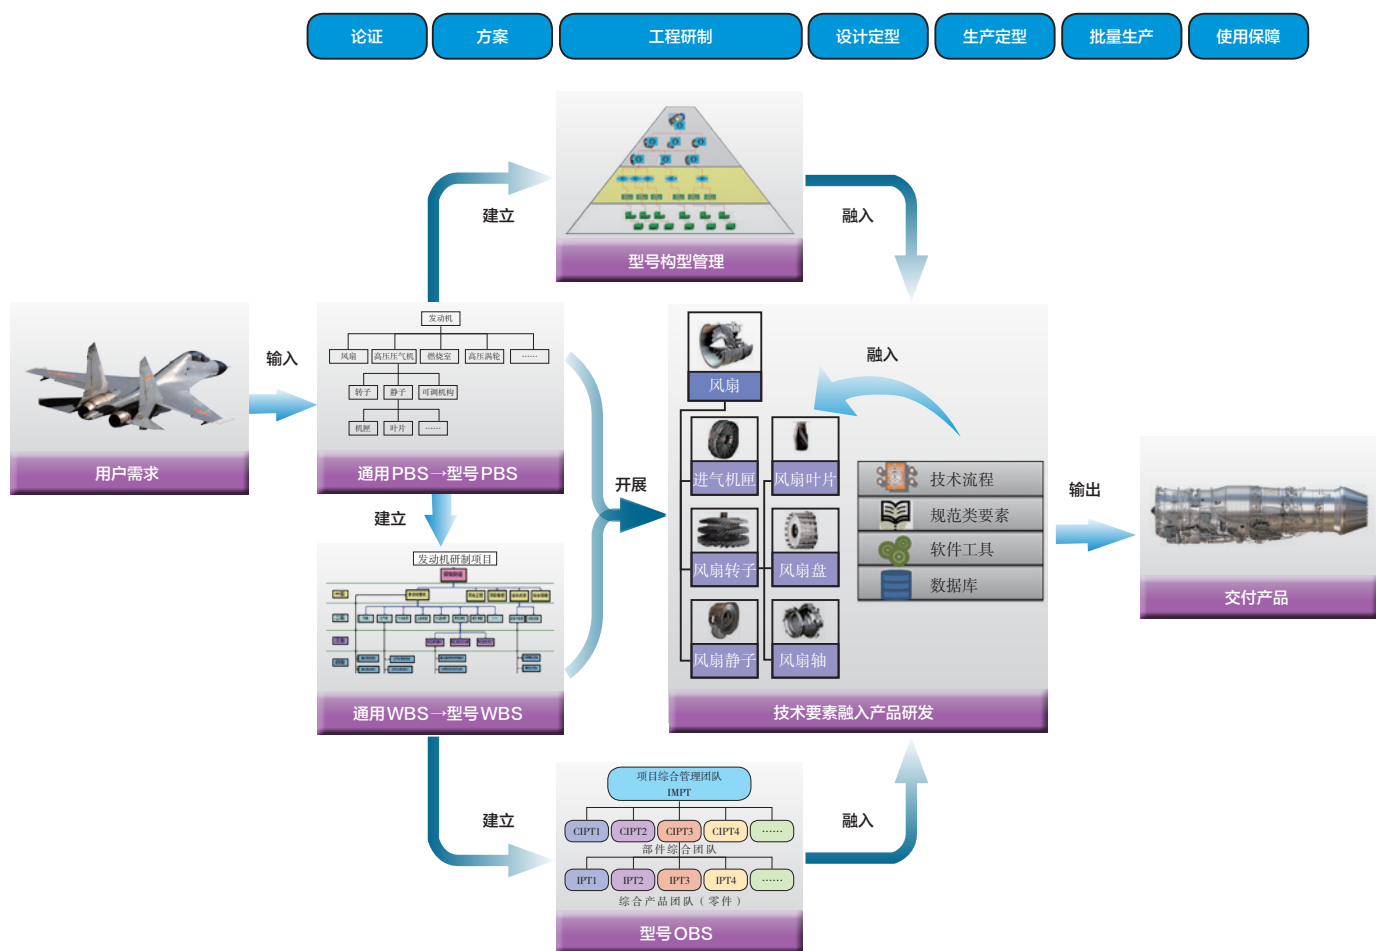 论证
方案
工程研制
设计定型
生产定型
批量生产
使用保障
建立
型号构型管理
融入
用户需求
输入
发动机
风扇
高压压气机
燃烧室
高压涡轮
……
转子
静子
可调机构
机匣
叶片
……
通用PBS→型号PBS
建立
发动机研制项目
通用WBS→型号WBS
开展
风扇
融入
进气机匣
风扇叶片
风扇转子
风扇盘
风扇静子
风扇轴
技术流程
规范类要素
软件工具
数据库
技术要素融入产品研发
输出
交付产品
建立
项目综合管理团队
IMPT
CIPT1
CIPT2
CIPT3
CIPT4
……
部件综合团队
IPT1
IPT2
IPT3
IPT4
……
综合产品团队（零件）
型号OBS
融入